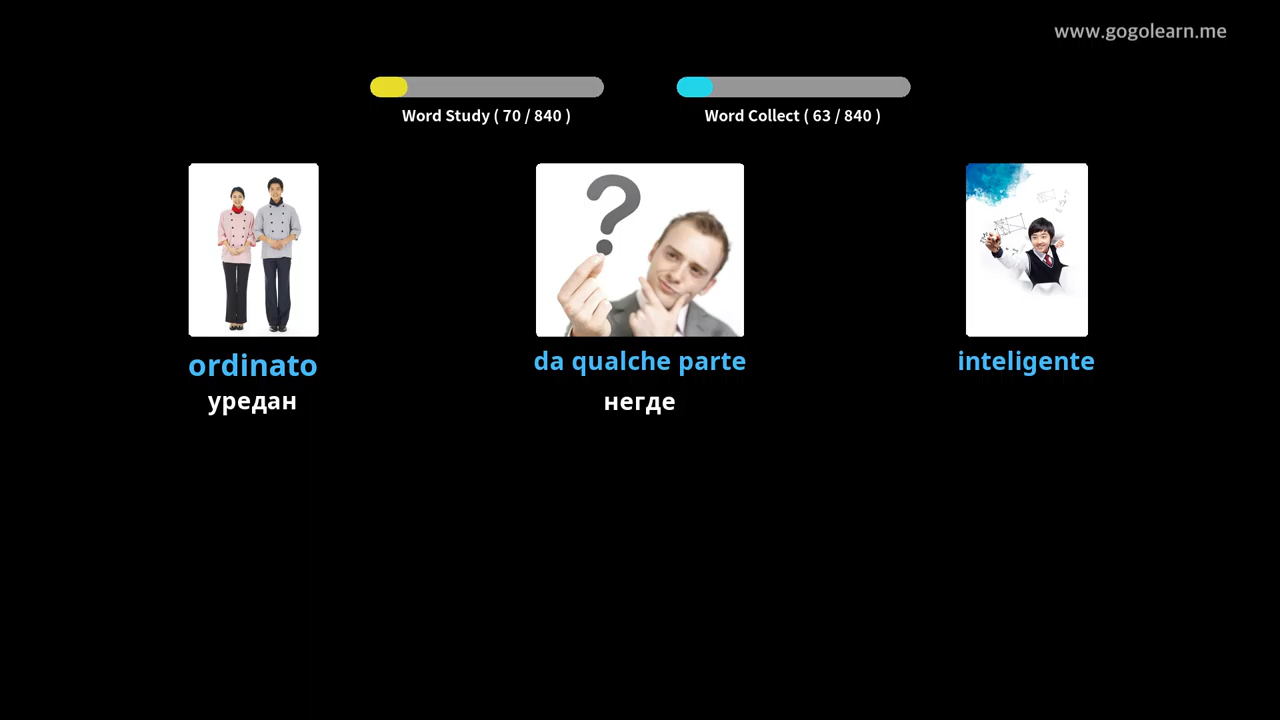 www.gogolearn.me
Word Study ( 70 / 840 )
Word Collect ( 63 / 840 )
ordinato
da qualche parte
inteligente
уредан
негде